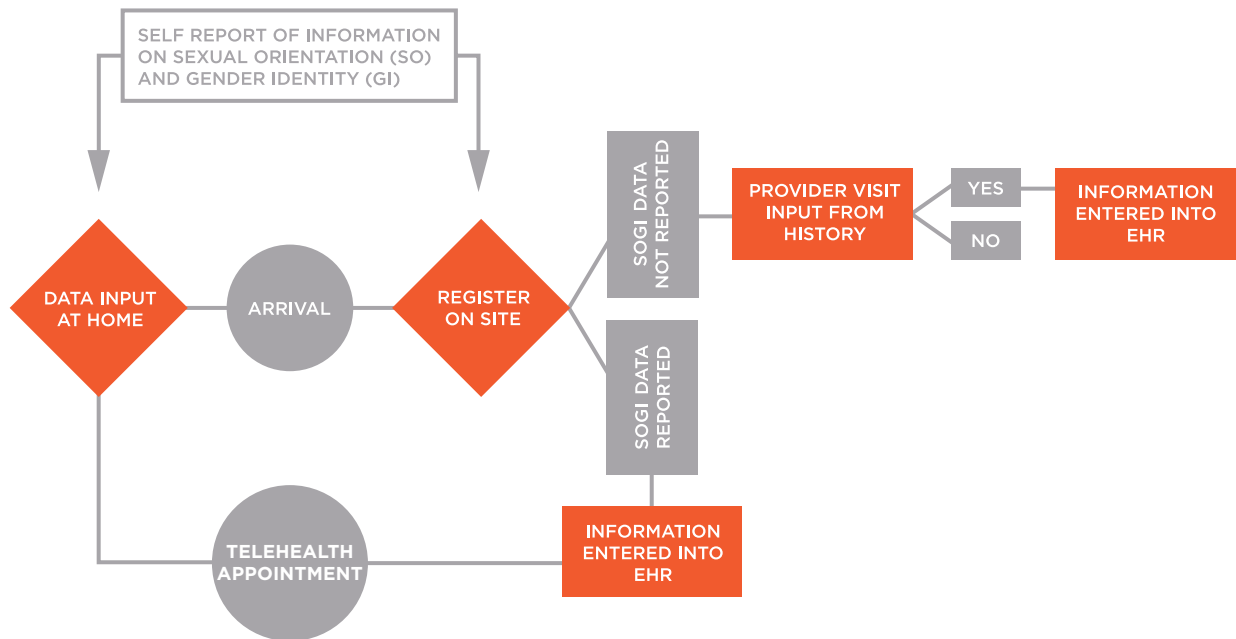 SELF REPORT OF INFORMATION
ON SEXUAL ORIENTATION (SO)
AND GENDER IDENTITY (GI)
DATA INPUT
AT HOME
ARRIVAL
REGISTER
ON SITE
SOGI DATA
NOT REPORTED
PROVIDER VISIT
INPUT FROM
HISTORY
YES
NO
INFORMATION
ENTERED INTO
EHR
SOGI DATA
REPORTED
TELEHEALTH
APPOINTMENT
INFORMATION
ENTERED INTO
EHR